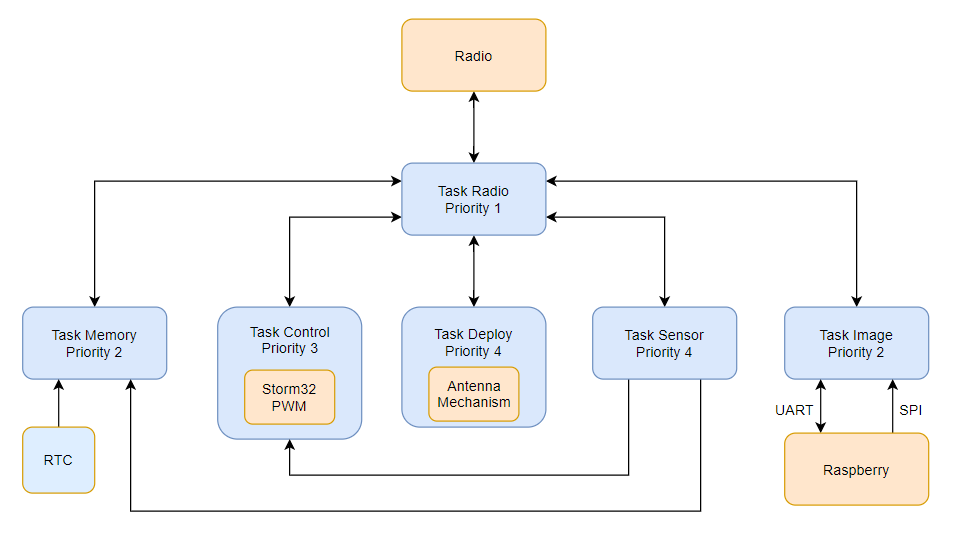 Radio
Task Radio
Priority 1
Task Memory
Priority 2
Task Control
Priority 3
Storm32
PWM
Task Deploy
Priority 4
Antenna
Mechanism
Task Sensor
Priority 4
Task Image
Priority 2
UART
SPI
RTC
Raspberry